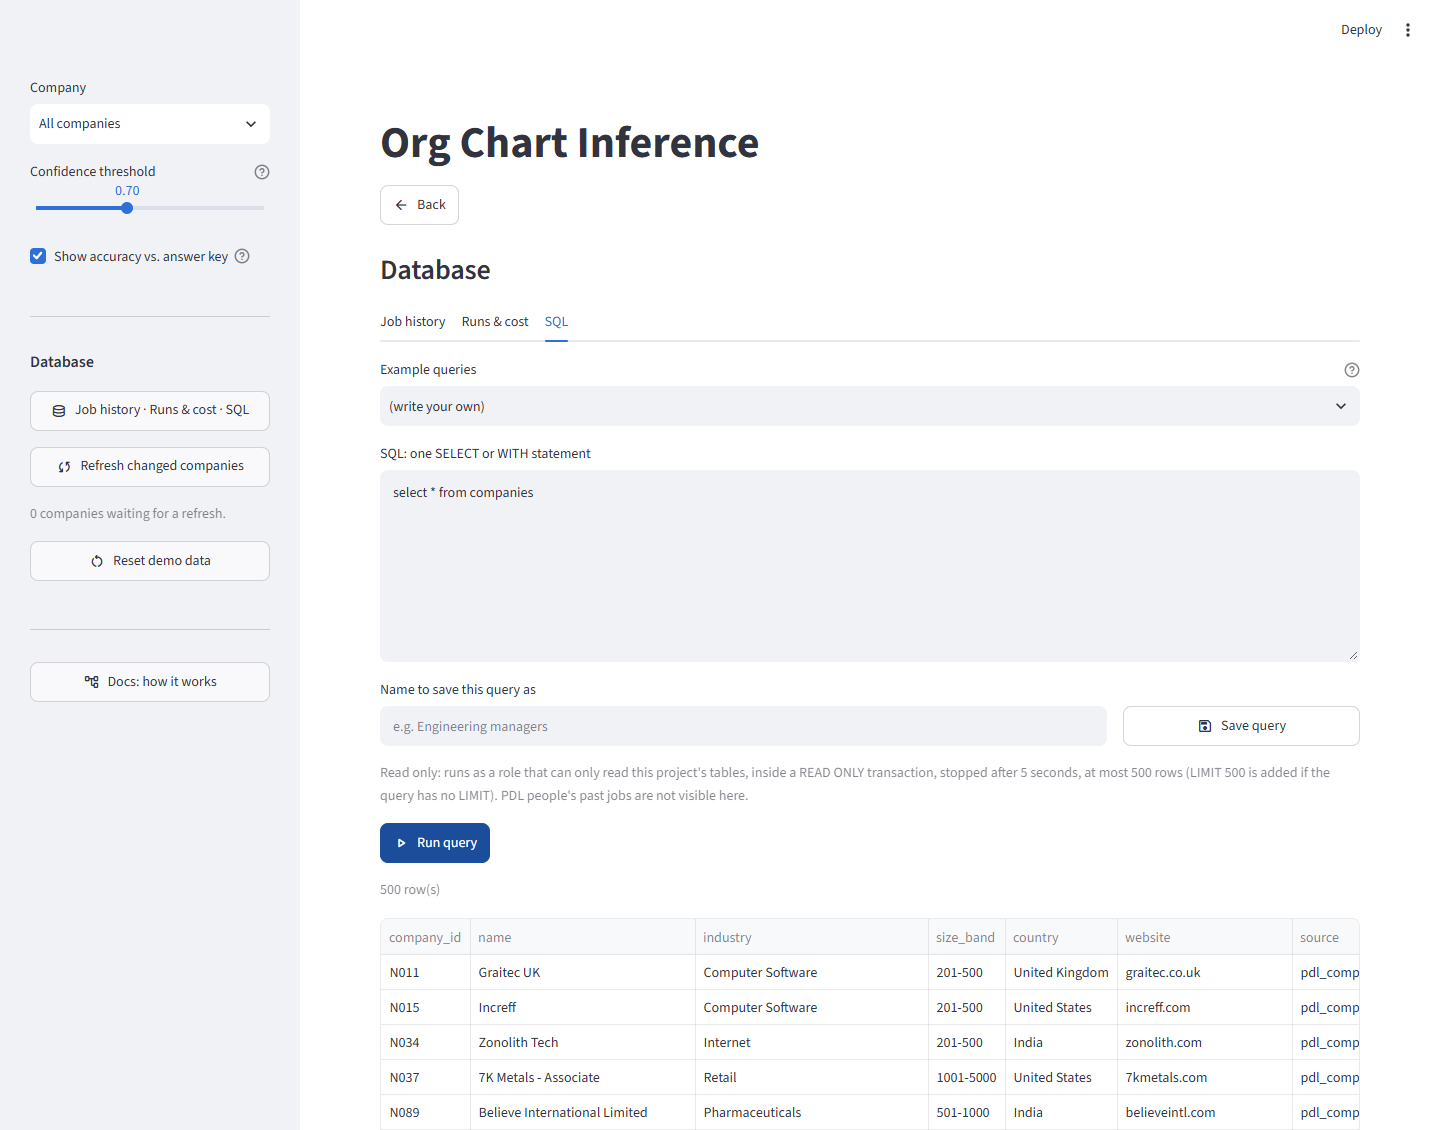 Deploy
Company
All companies
Confidence threshold
0.70
Show accuracy vs. answer key
Database
Job history · Runs & cost · SQL
Refresh changed companies
0 companies waiting for a refresh.
Reset demo data
Docs: how it works
Org Chart Inference
Back
Database
Job history Runs & cost SQL
Example queries
(write your own)
SQL: one SELECT or WITH statement
select * from companies
Name to save this query as
e.g. Engineering managers
Save query
Read only: runs as a role that can only read this project's tables, inside a READ ONLY transaction, stopped after 5 seconds, at most 500 rows (LIMIT 500 is added if the
query has no LIMIT). PDL people's past jobs are not visible here.
Run query
500 row(s)
company_id name industry size_band country website source
N011 Graitec UK Computer Software 201-500 United Kingdom graitec.co.uk pdl_comp
N015 Increff Computer Software 201-500 United States increff.com pdl_comp
N034 Zonolith Tech Internet 201-500 India zonolith.com pdl_comp
N037 7K Metals - Associate Retail 1001-5000 United States 7kmetals.com pdl_comp
N089 Believe International Limited Pharmaceuticals 501-1000 India believeintl.com pdl_comp